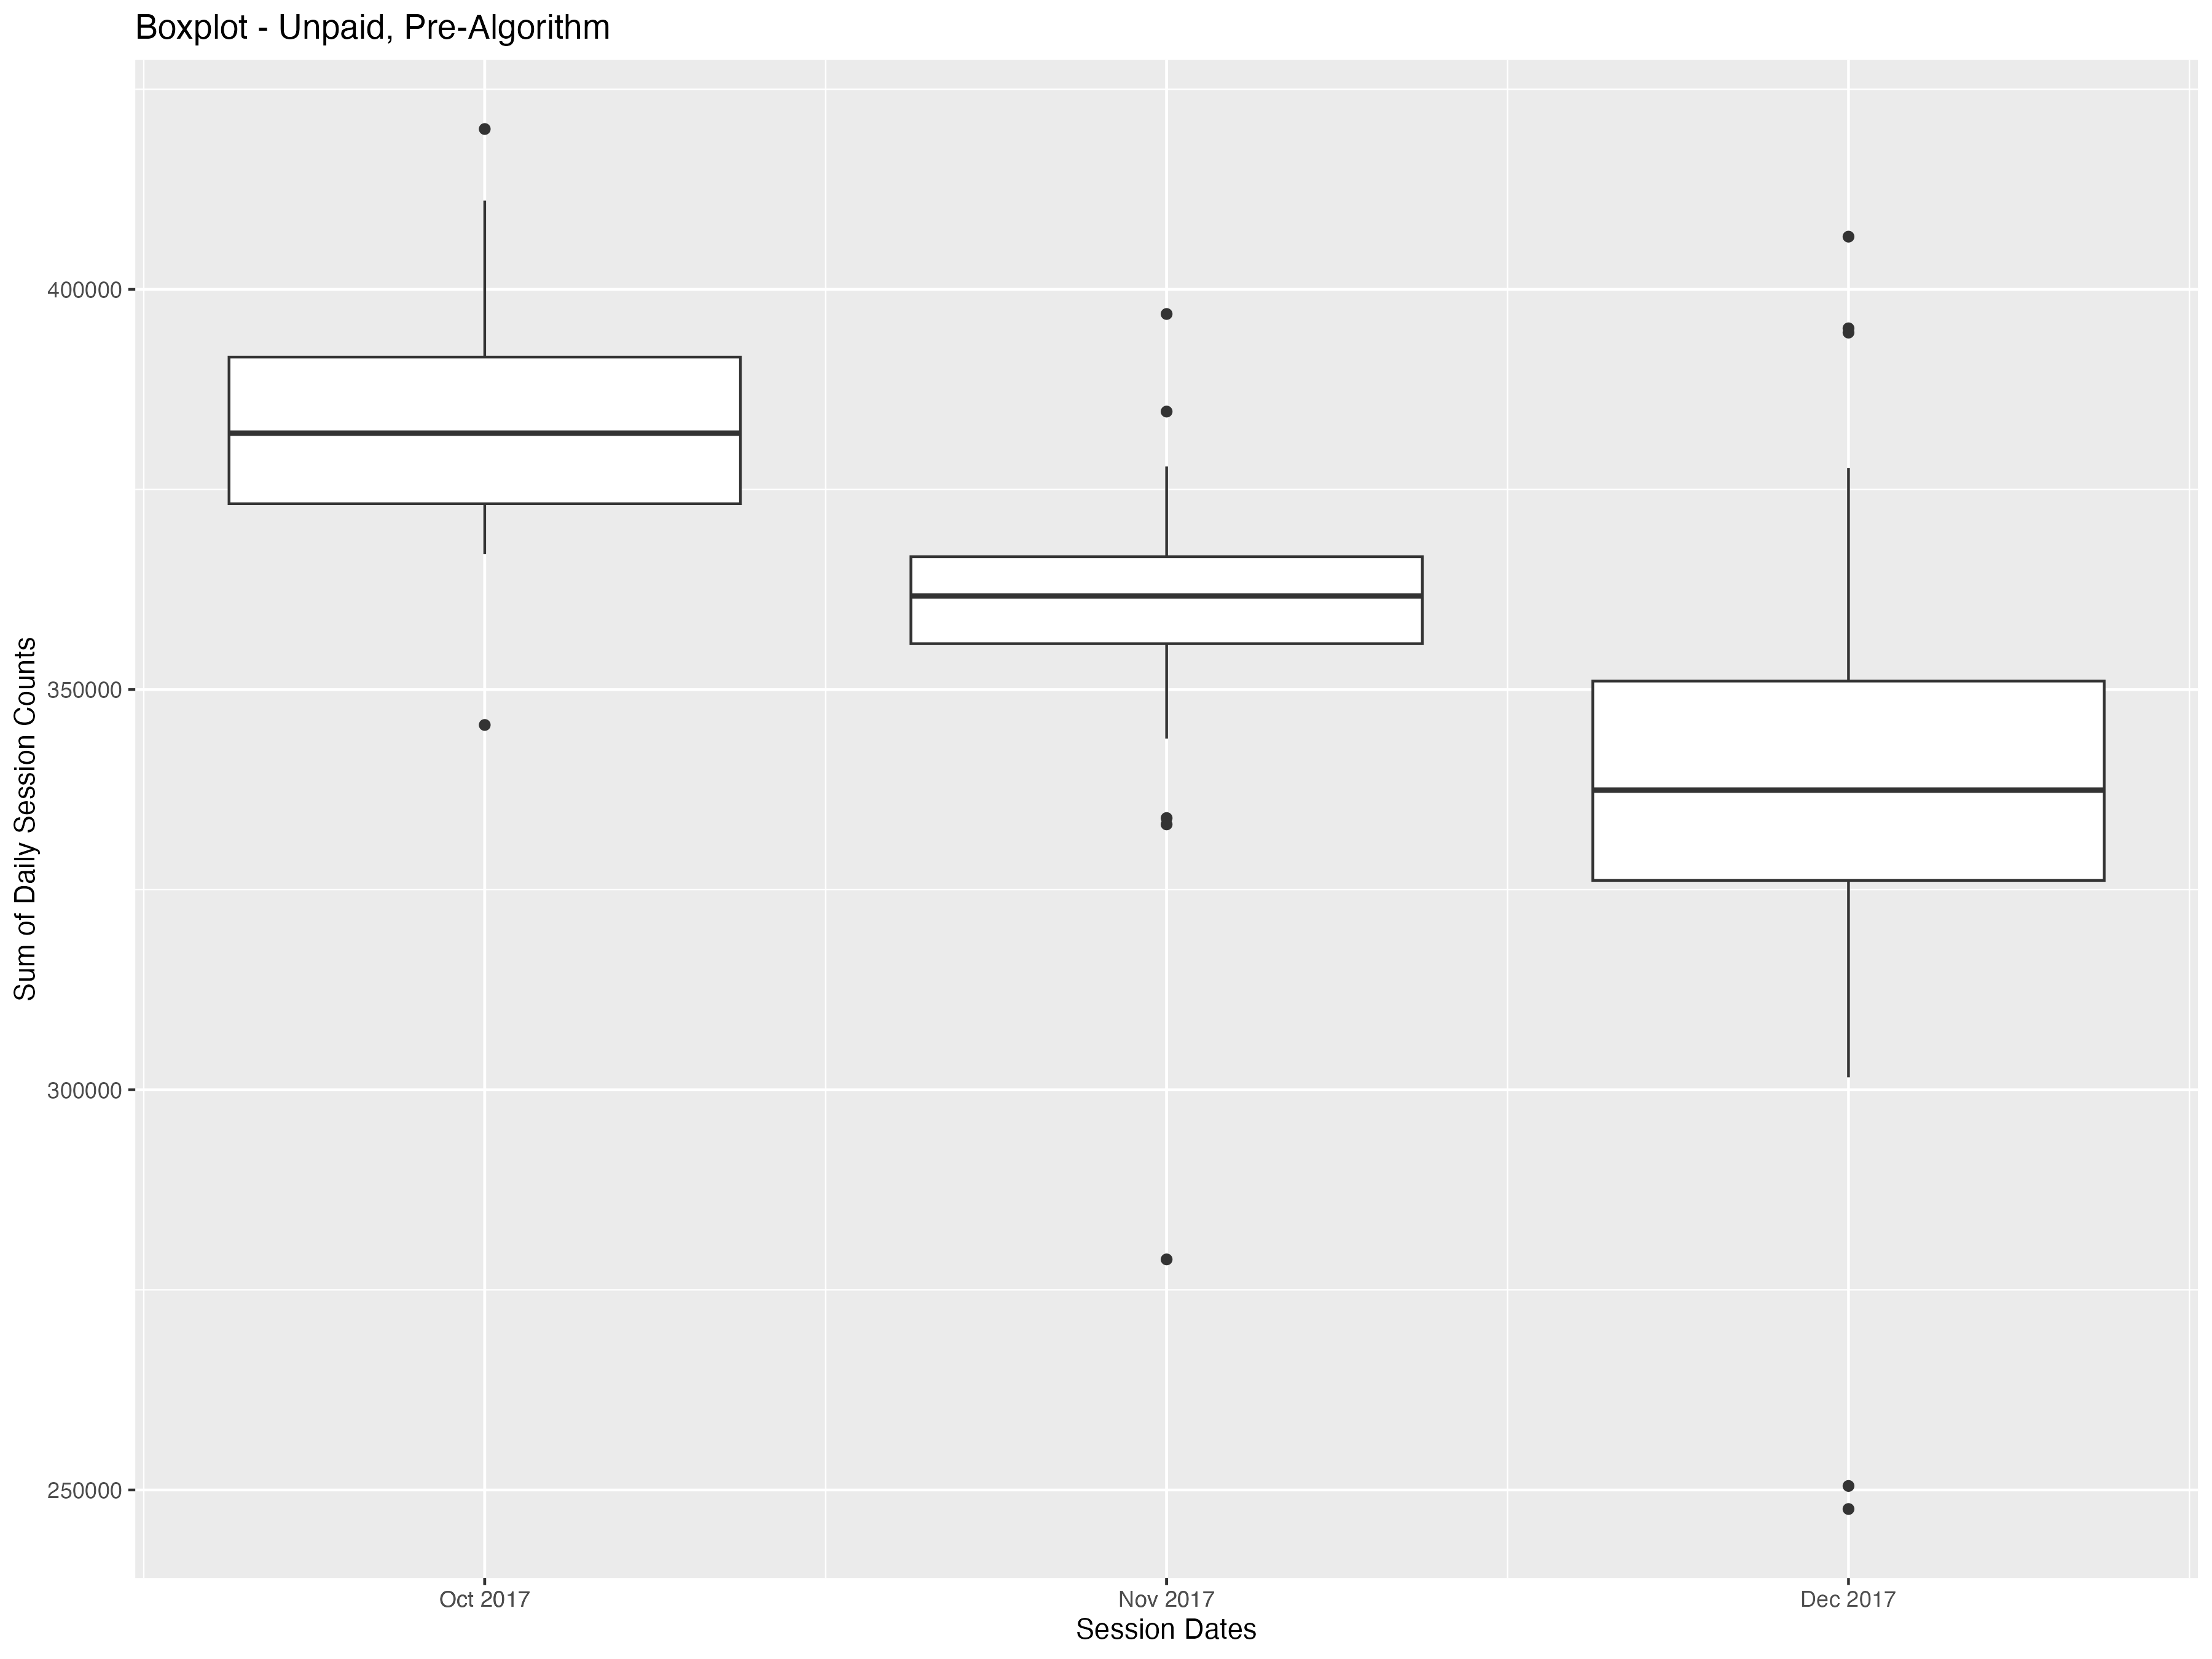 Boxplot - Unpaid, Pre-Algorithm
Sum of Daily Session Counts
400000
350000
300000
250000
Oct 2017
Nov 2017
Dec 2017
Session Dates